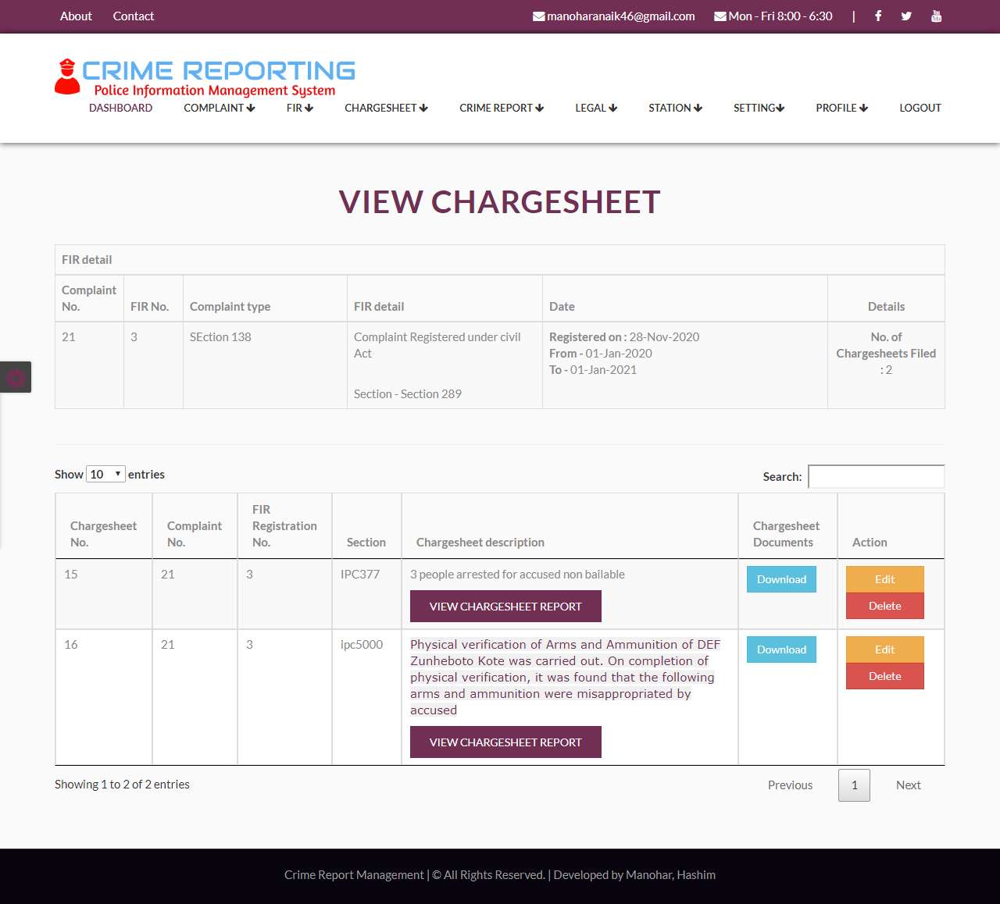 About Contact manoharanaik46@gmail.com Mon - Fri 8:00 - 6:30 |
CRIME REPORTING
Police Information Management System
DASHBOARD COMPLAINT FIR CHARGESHEET CRIME REPORT LEGAL STATION SETTING PROFILE LOGOUT
VIEW CHARGESHEET
FIR detail
Complaint No. FIR No. Complaint type FIR detail Date Details
21 3 SEction 138 Complaint Registered under civil Registered on : 28-Nov-2020 No. of
Act From - 01-Jan-2020 Chargesheets Filed
To - 01-Jan-2021 : 2
Section - Section 289
Show 10 entries Search:
Chargesheet No. Complaint No. FIR Registration No. Section Chargesheet description Chargesheet Documents Action
15 21 3 IPC377 3 people arrested for accused non bailable Download Edit
VIEW CHARGESHEET REPORT Delete
16 21 3 ipc5000 Physical verification of Arms and Ammunition of DEF Download Edit
Zunheboto Kote was carried out. On completion of
physical verification, it was found that the following Delete
arms and ammunition were misappropriated by
accused
VIEW CHARGESHEET REPORT
Showing 1 to 2 of 2 entries Previous 1 Next
Crime Report Management | © All Rights Reserved. | Developed by Manohar, Hashim